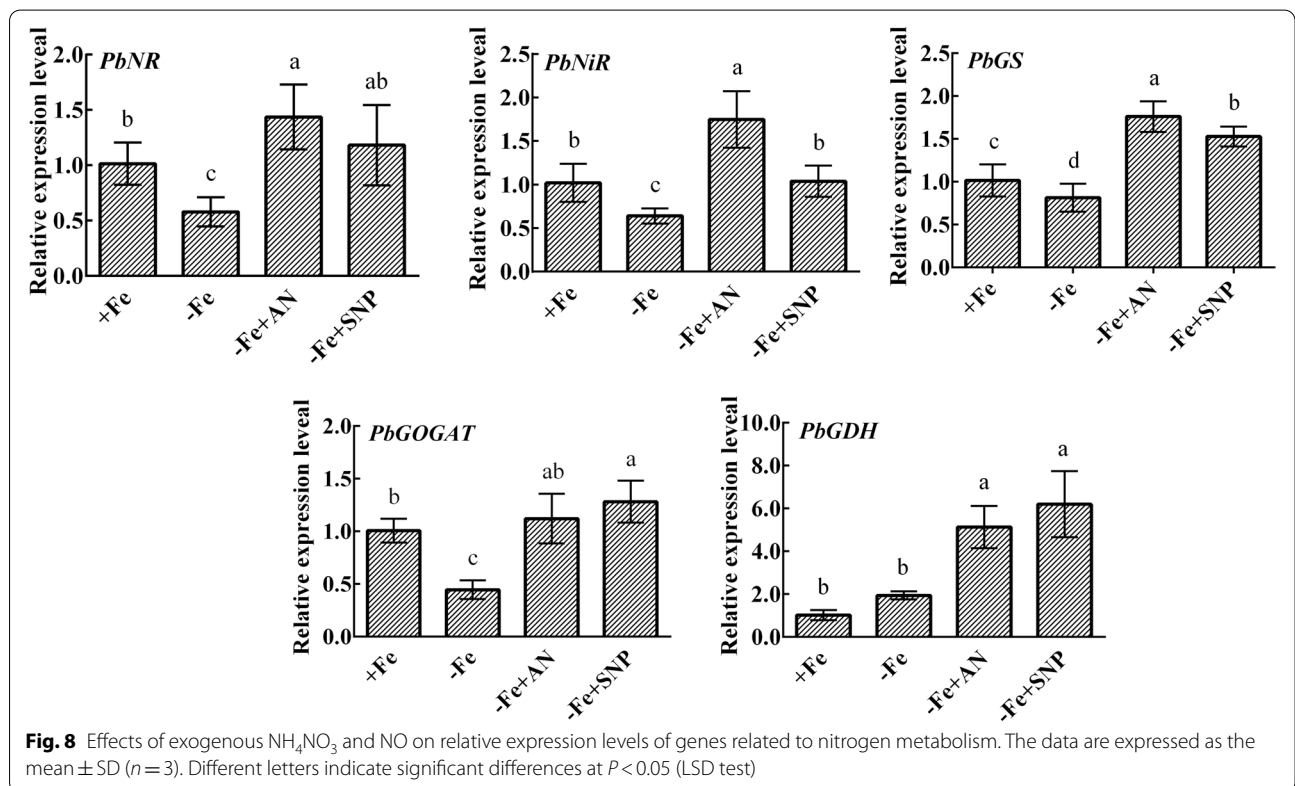 PbNR
Relative expression leveal
2.0
1.5
1.0
0.5
0.0
b
c
a
ab
+Fe
-Fe
-Fe+AN
-Fe+SNP
PbNiR
Relative expression leveal
2.5
2.0
1.5
1.0
0.5
0.0
b
c
a
b
+Fe
-Fe
-Fe+AN
-Fe+SNP
PbGS
Relative expression leveal
2.5
2.0
1.5
1.0
0.5
0.0
c
d
a
b
+Fe
-Fe
-Fe+AN
-Fe+SNP
PbGOGAT
Relative expression leveal
2.0
1.5
1.0
0.5
0.0
b
c
ab
a
+Fe
-Fe
-Fe+AN
-Fe+SNP
PbGDH
Relative expression leveal
10.0
8.0
6.0
4.0
2.0
0.0
b
b
a
a
+Fe
-Fe
-Fe+AN
-Fe+SNP
Fig. 8 Effects of exogenous NH₄NO₃ and NO on relative expression levels of genes related to nitrogen metabolism. The data are expressed as the
mean ± SD (n = 3). Different letters indicate significant differences at P < 0.05 (LSD test)